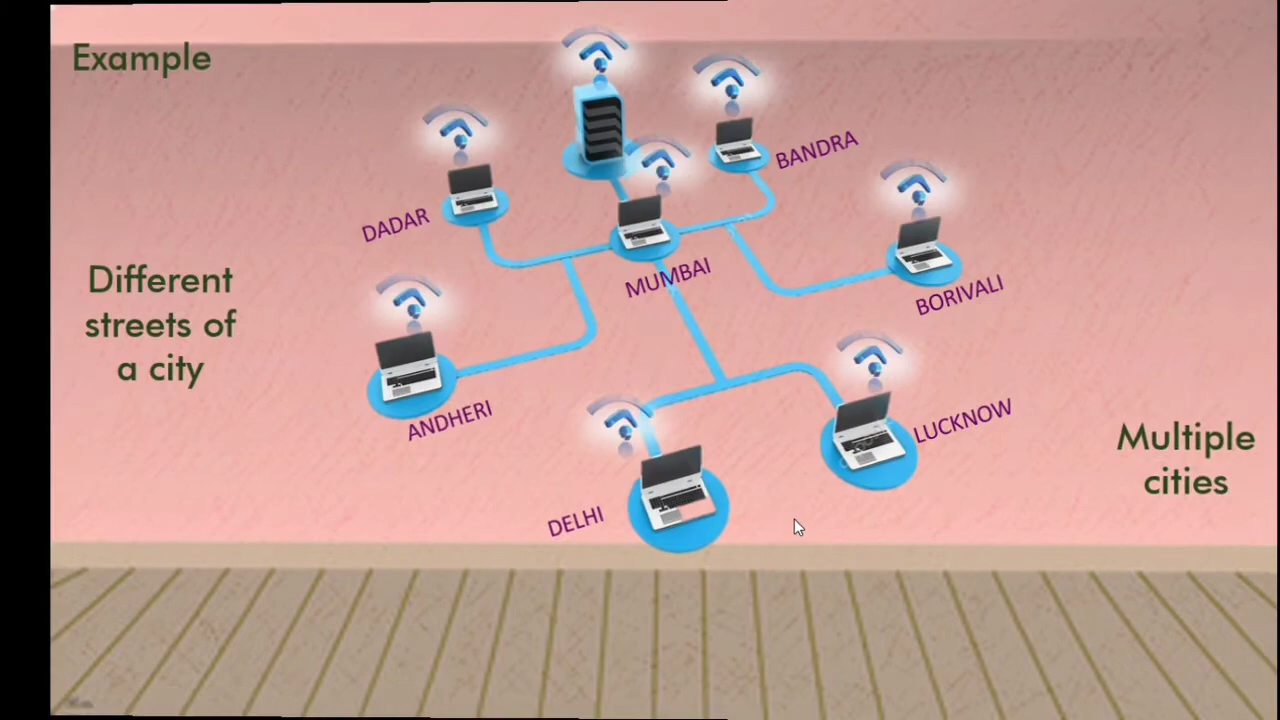 Example
BANDRA
DADAR
MUMBAI
BORIVALI
Different
streets of
a city
ANDHERI
LUCKNOW
Multiple
cities
DELHI